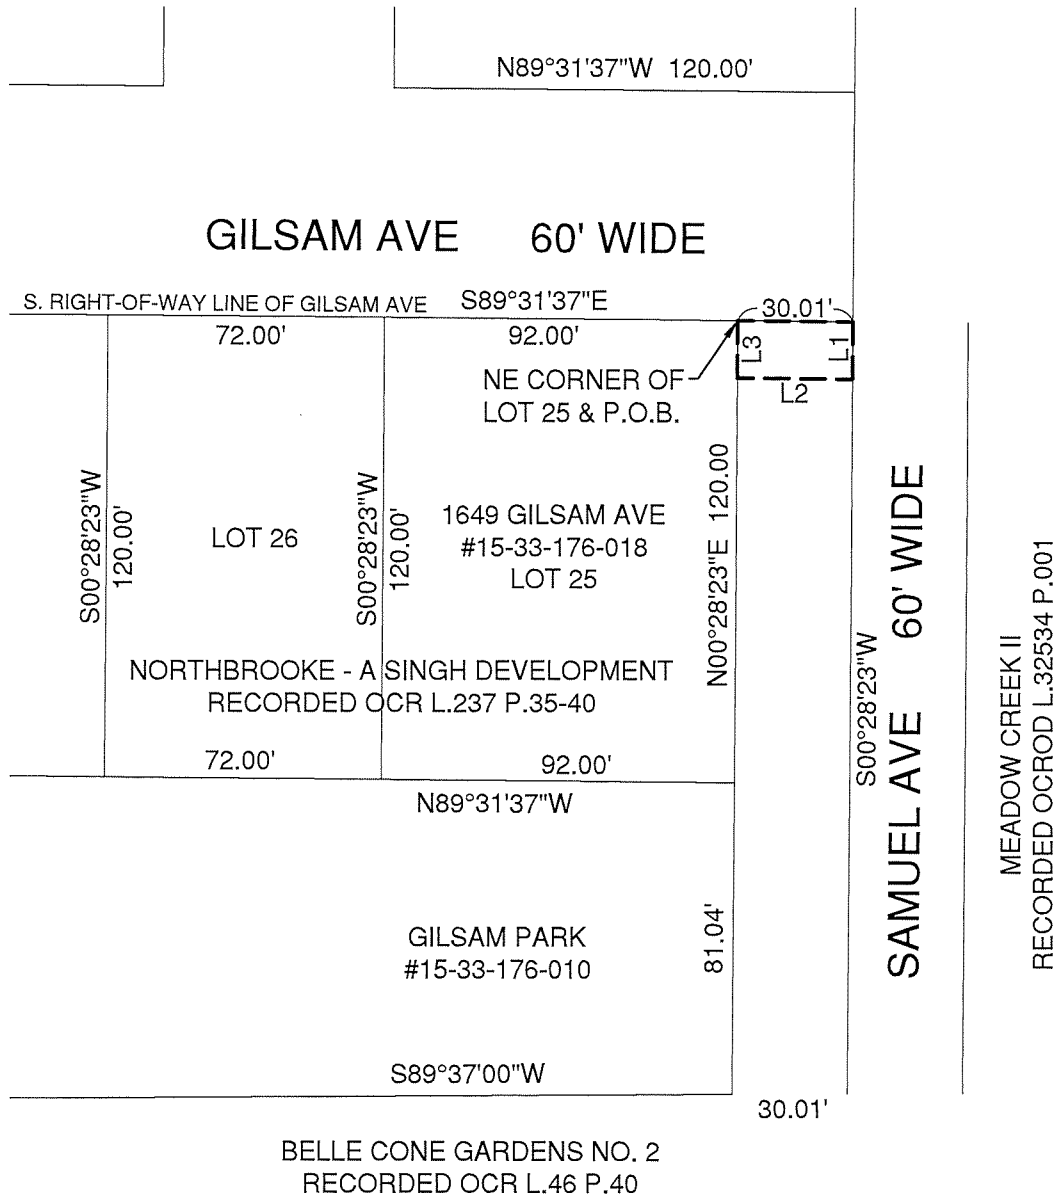 N89°31'37"W 120.00'
GILSAM AVE 60' WIDE
S. RIGHT-OF-WAY LINE OF GILSAM AVE
S89°31'37"E
30.01'
72.00'
92.00'
L3
L1
L2
NE CORNER OF
LOT 25 & P.O.B.
S00°28'23"W
120.00'
LOT 26
S00°28'23"W
120.00'
1649 GILSAM AVE
#15-33-176-018
LOT 25
N00°28'23"E 120.00
NORTHBROOKE - A SINGH DEVELOPMENT
RECORDED OCR L.237 P.35-40
72.00'
92.00'
N89°31'37"W
S00°28'23"W
SAMUEL AVE 60' WIDE
MEADOW CREEK II
RECORDED OCROD L.32534 P.001
GILSAM PARK
#15-33-176-010
81.04'
S89°37'00"W
30.01'
BELLE CONE GARDENS NO. 2
RECORDED OCR L.46 P.40